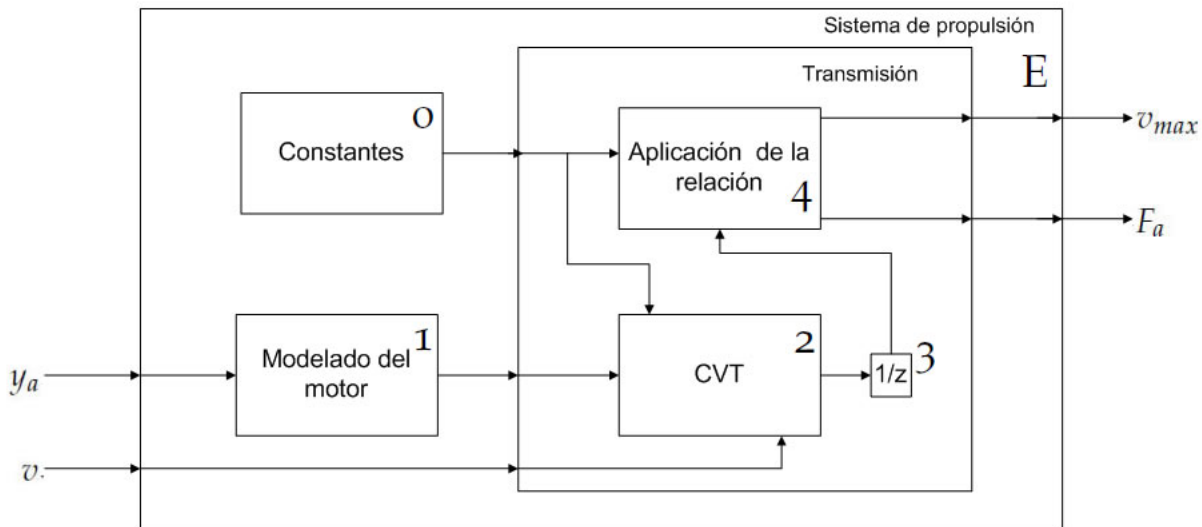 Sistema de propulsión
E
Transmisión
0
Constantes
Aplicación de la
relación
4
v_max
F_a
1
Modelado del
motor
2
CVT
3
1/z
y_a
v.